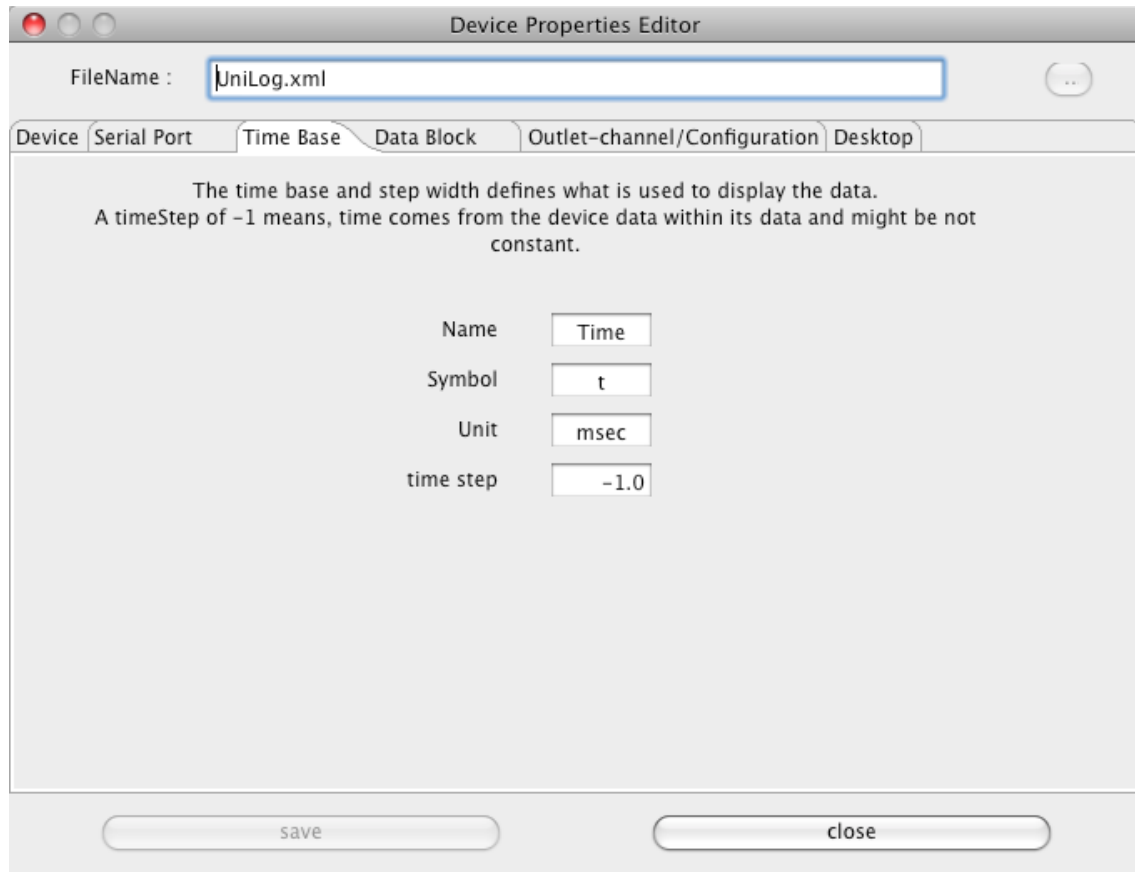 Device Properties Editor
FileName :
UniLog.xml
..
Device
Serial Port
Time Base
Data Block
Outlet-channel/Configuration
Desktop
The time base and step width defines what is used to display the data.
A timeStep of -1 means, time comes from the device data within its data and might be not
constant.
Name
Time
Symbol
t
Unit
msec
time step
-1.0
save
close